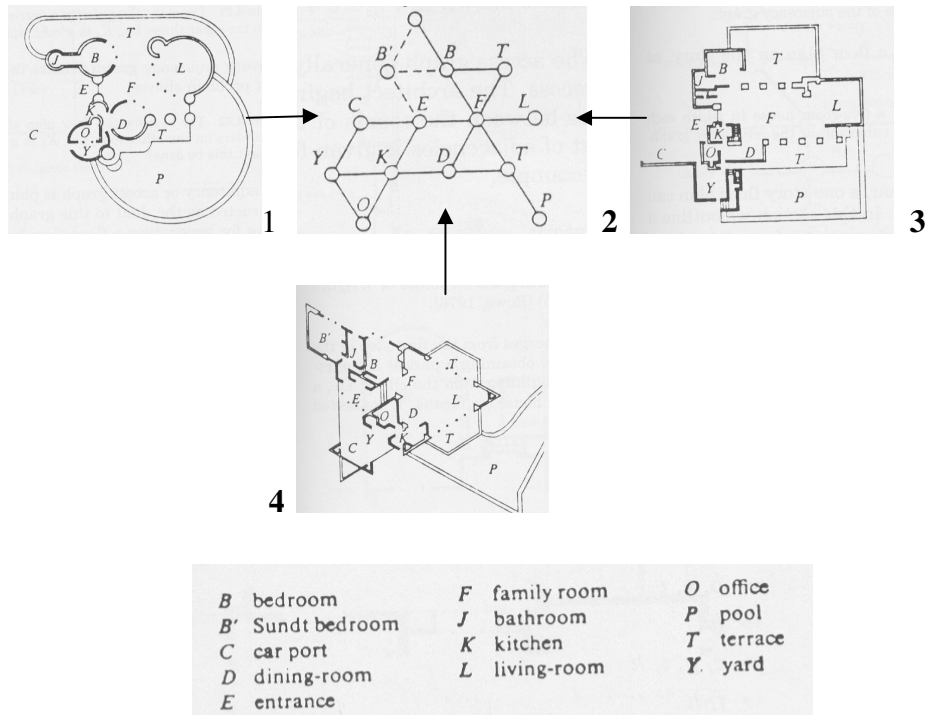 T
J B L
E F
C O D T
Y
P
1
B' B T
C E F L
Y K D T
O P
2
B T
J
L
E K F
C O D T
Y P
3
B' J T
B F
E L
O D
Y K T
C P
4
B bedroom
B' Sundt bedroom
C car port
D dining-room
E entrance
F family room
J bathroom
K kitchen
L living-room
O office
P pool
T terrace
Y. yard